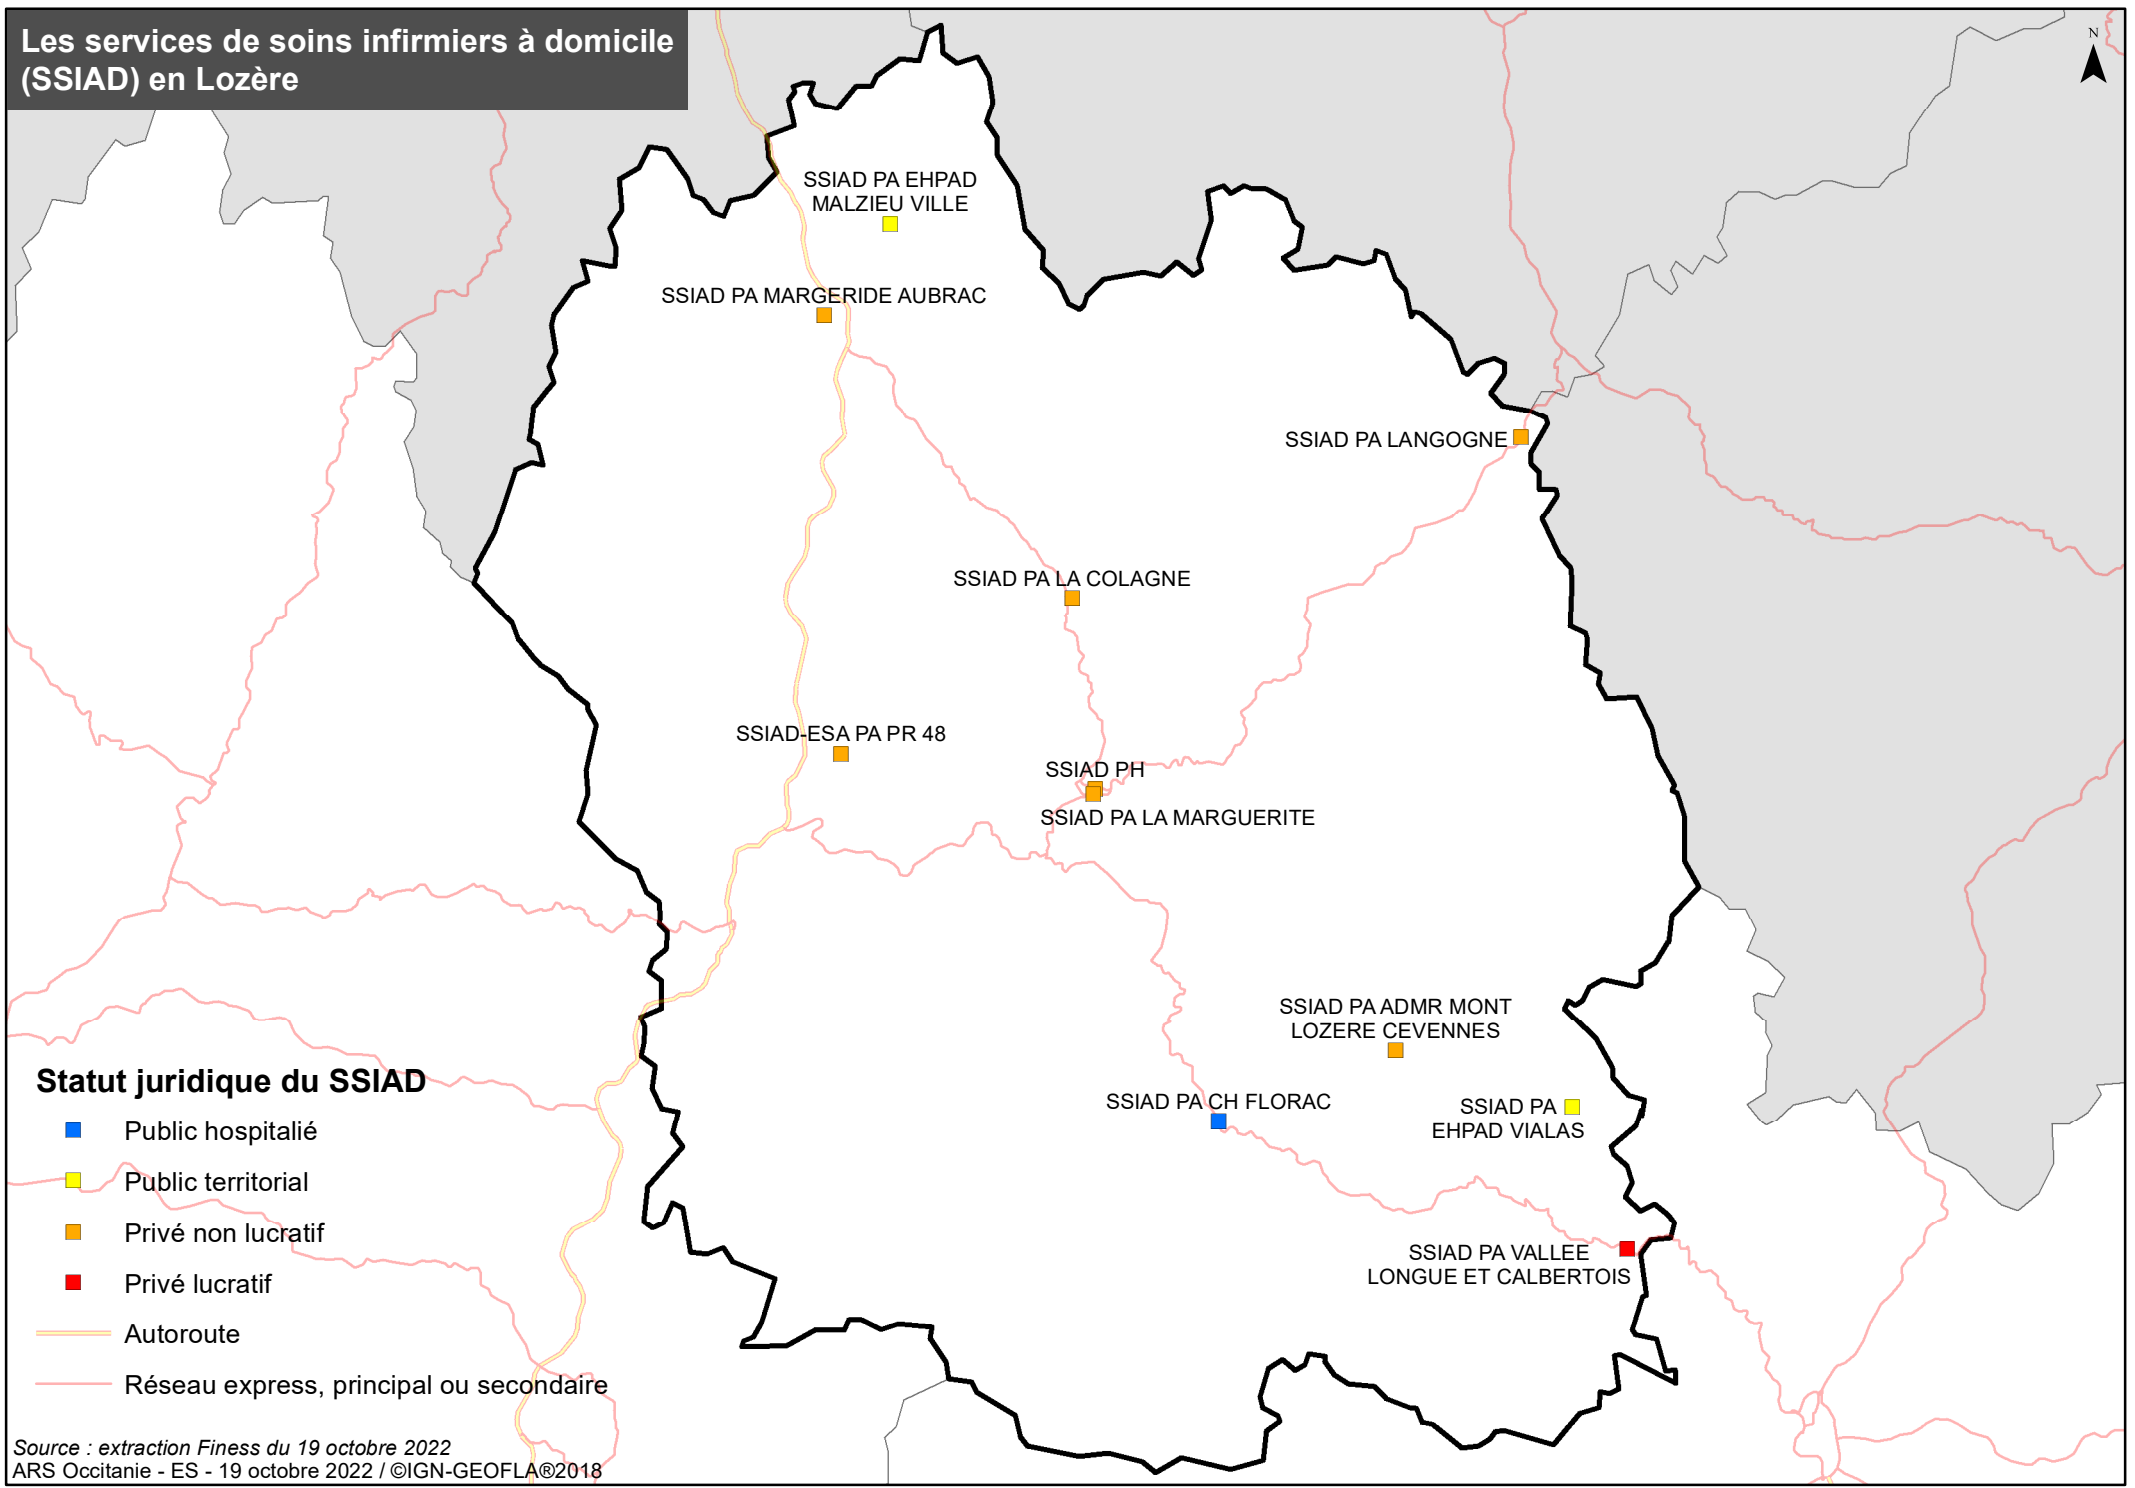 Les services de soins infirmiers à domicile
(SSIAD) en Lozère
N
SSIAD PA EHPAD
MALZIEU VILLE
SSIAD PA MARGERIDE AUBRAC
SSIAD PA LANGOGNE
SSIAD PA LA COLAGNE
SSIAD-ESA PA PR 48
SSIAD PH
SSIAD PA LA MARGUERITE
SSIAD PA ADMR MONT
LOZERE CEVENNES
SSIAD PA CH FLORAC
SSIAD PA
EHPAD VIALAS
SSIAD PA VALLEE
LONGUE ET CALBERTOIS
Statut juridique du SSIAD
Public hospitalié
Public territorial
Privé non lucratif
Privé lucratif
Autoroute
Réseau express, principal ou secondaire
Source : extraction Finess du 19 octobre 2022
ARS Occitanie - ES - 19 octobre 2022 / ©IGN-GEOFLA®2018